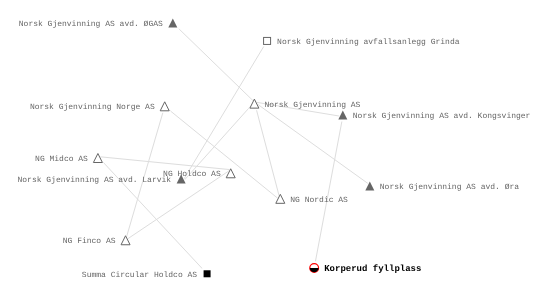 Norsk Gjenvinning AS avd. ØGAS
Norsk Gjenvinning avfallsanlegg Grinda
Norsk Gjenvinning Norge AS
Norsk Gjenvinning AS
Norsk Gjenvinning AS avd. Kongsvinger
NG Midco AS
NG Holdco AS
Norsk Gjenvinning AS avd. Larvik
Norsk Gjenvinning AS avd. Øra
NG Nordic AS
NG Finco AS
Korperud fyllplass
Summa Circular Holdco AS